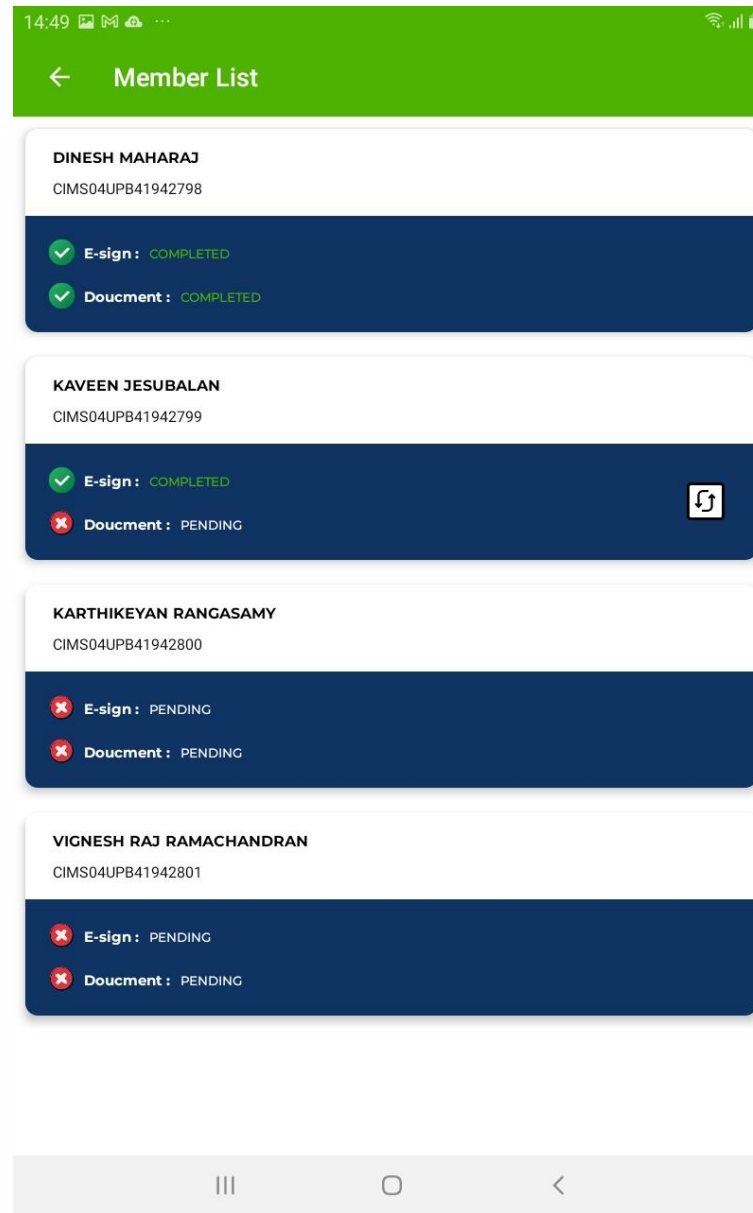 14:49
Member List
DINESH MAHARAJ
CIMS04UPB41942798
E-sign : COMPLETED
Doucment : COMPLETED
KAVEEN JESUBALAN
CIMS04UPB41942799
E-sign : COMPLETED
Doucment : PENDING
KARTHIKEYAN RANGASAMY
CIMS04UPB41942800
E-sign : PENDING
Doucment : PENDING
VIGNESH RAJ RAMACHANDRAN
CIMS04UPB41942801
E-sign : PENDING
Doucment : PENDING